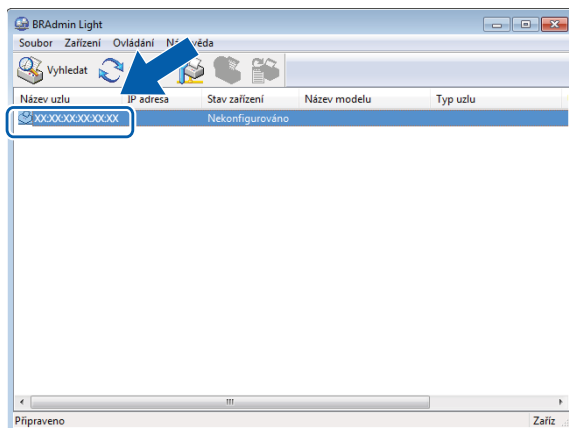 BRAdmin Light
Soubor Zařízení Ovládání Nápověda
Vyhledat
Název uzlu IP adresa Stav zařízení Název modelu Typ uzlu
XX:XX:XX:XX:XX:XX Nekonfigurováno
Připraveno Zaříz